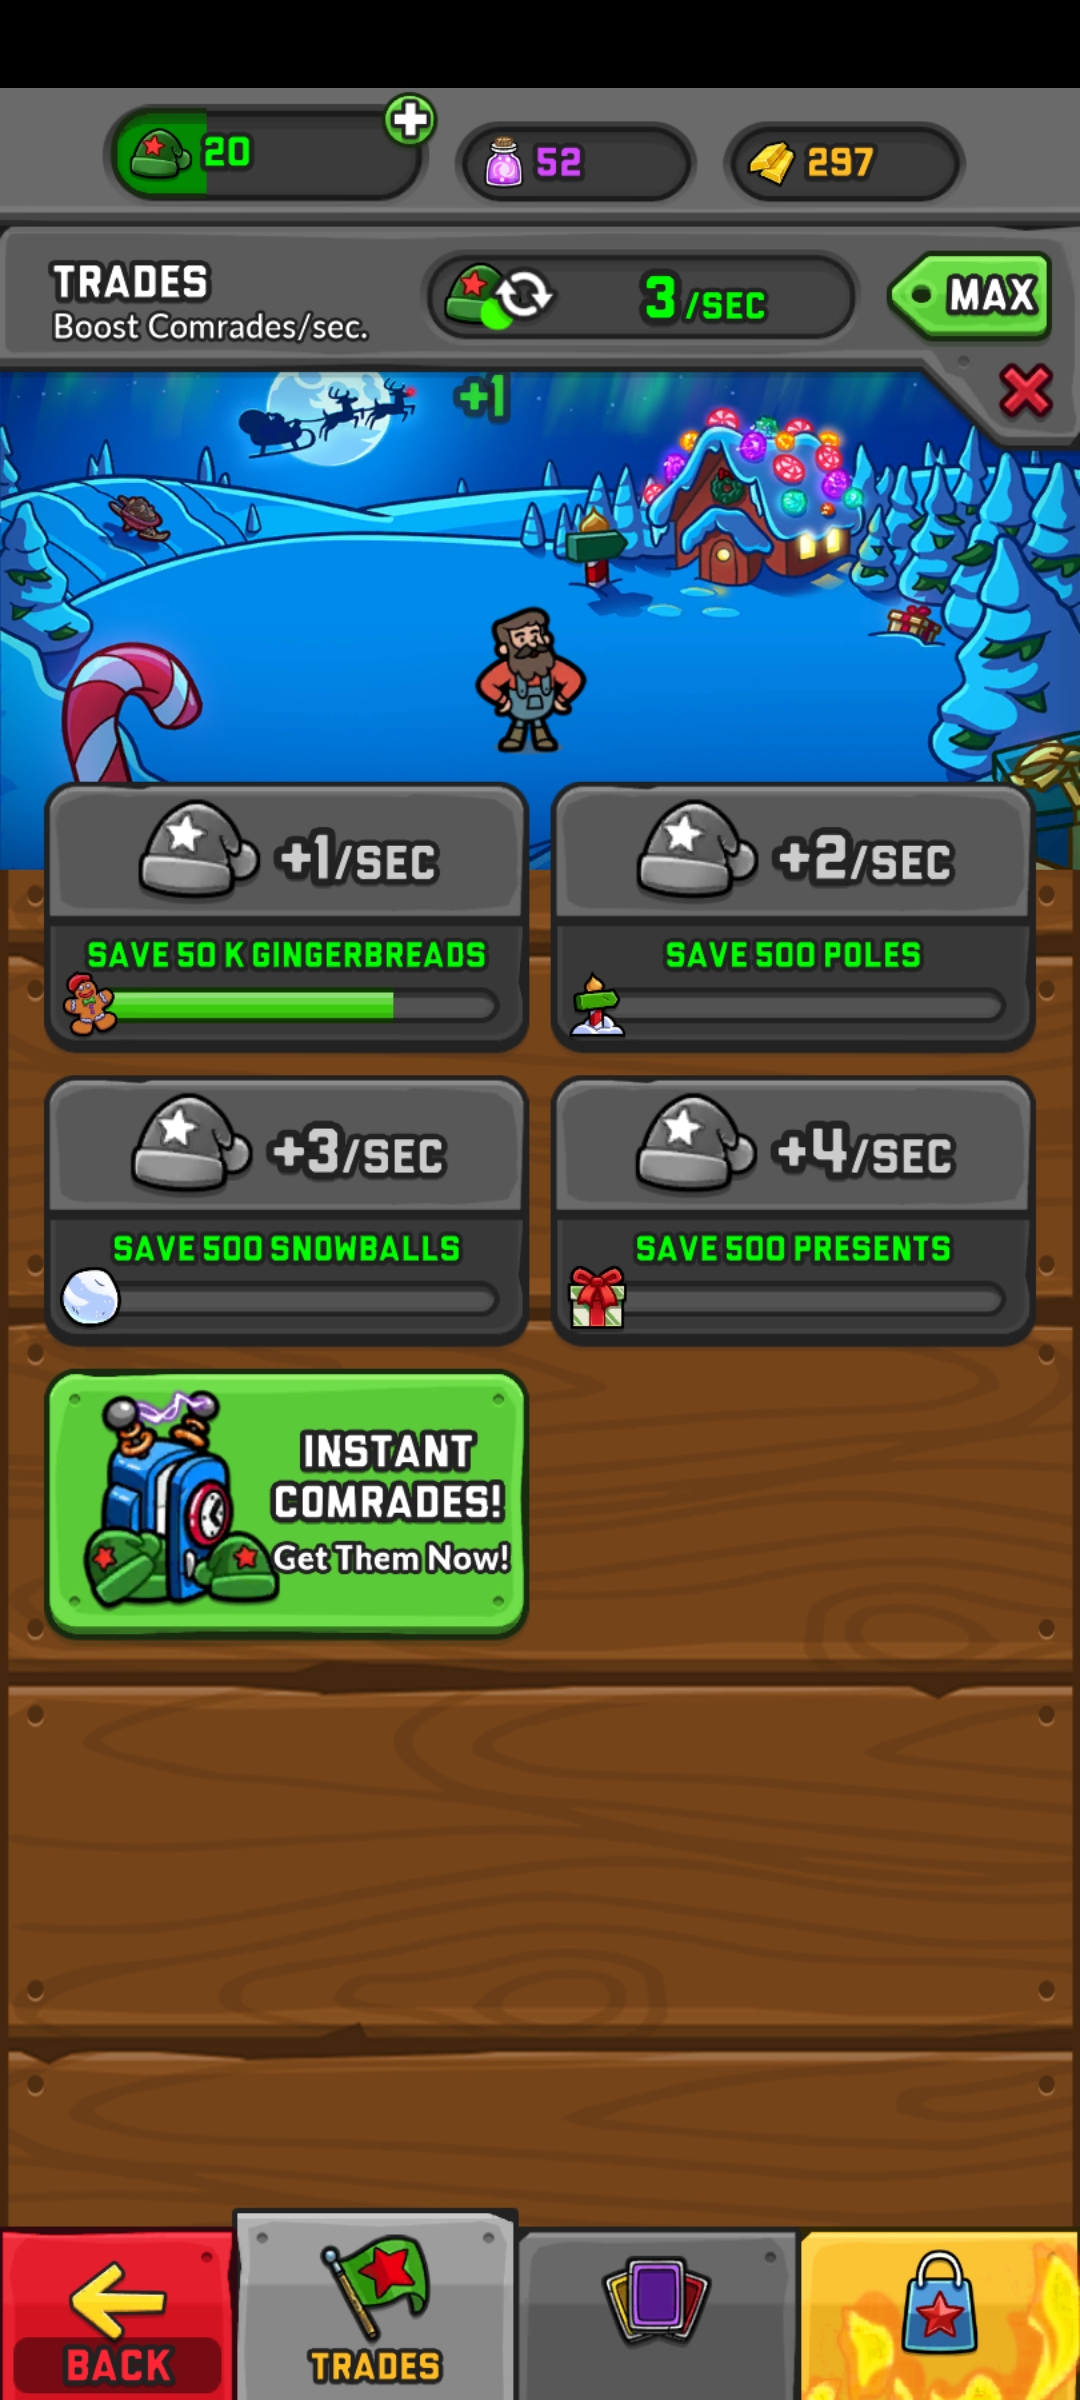 20
52
297
TRADES
Boost Comrades/sec.
3/SEC
MAX
+1
+1/SEC
SAVE 50 K GINGERBREADS
+2/SEC
SAVE 500 POLES
+3/SEC
SAVE 500 SNOWBALLS
+4/SEC
SAVE 500 PRESENTS
INSTANT
COMRADES!
Get Them Now!
BACK
TRADES